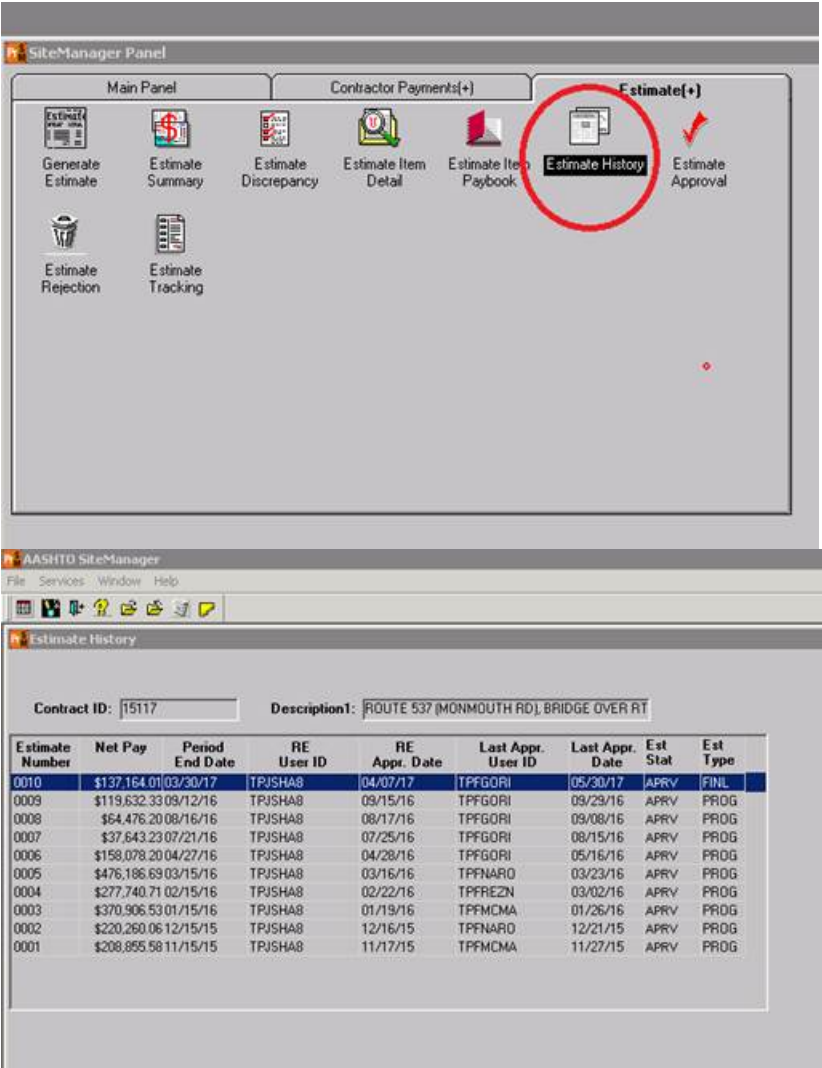 SiteManager Panel
Main Panel Contractor Payments(+) Estimate(+)
Generate Estimate
Estimate Summary
Estimate Discrepancy
Estimate Item Detail
Estimate Item Paybook
Estimate History
Estimate Approval
Estimate Rejection
Estimate Tracking
AASHTO SiteManager
File Services Window Help
Estimate History
Contract ID: 15117 Description1: ROUTE 537 (MONMOUTH RD), BRIDGE OVER RT
Estimate Number Net Pay Period End Date RE User ID RE Appr. Date Last Appr. User ID Last Appr. Date Est Stat Est Type
0010 $137,164.01 03/30/17 TPJSHA8 04/07/17 TPFGORI 05/30/17 APRV FINL
0009 $119,632.33 09/12/16 TPJSHA8 09/15/16 TPFGORI 09/29/16 APRV PROG
0008 $64,476.20 08/16/16 TPJSHA8 08/17/16 TPFGORI 09/08/16 APRV PROG
0007 $37,643.23 07/21/16 TPJSHA8 07/25/16 TPFGORI 08/15/16 APRV PROG
0006 $158,078.20 04/27/16 TPJSHA8 04/28/16 TPFGORI 05/16/16 APRV PROG
0005 $476,186.69 03/15/16 TPJSHA8 03/16/16 TPFNARO 03/23/16 APRV PROG
0004 $277,740.71 02/15/16 TPJSHA8 02/22/16 TPFREZN 03/02/16 APRV PROG
0003 $370,906.53 01/15/16 TPJSHA8 01/19/16 TPFMCMA 01/26/16 APRV PROG
0002 $220,260.06 12/15/15 TPJSHA8 12/16/15 TPFNARO 12/21/15 APRV PROG
0001 $208,855.58 11/15/15 TPJSHA8 11/17/15 TPFMCMA 11/27/15 APRV PROG